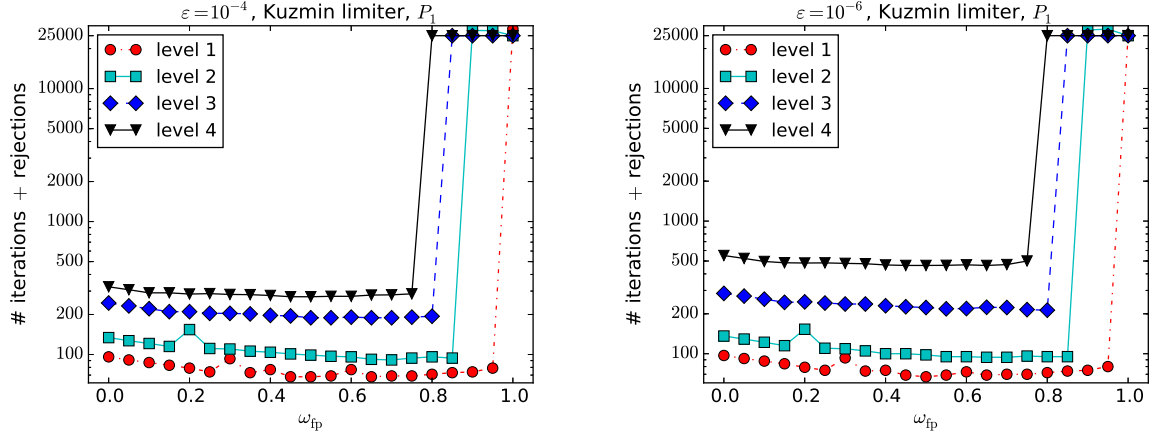 ε=10⁻⁴, Kuzmin limiter, P₁
# iterations + rejections
25000
10000
5000
2000
1000
500
200
100
level 1
level 2
level 3
level 4
0.0 0.2 0.4 0.6 0.8 1.0
ω_fp
ε=10⁻⁶, Kuzmin limiter, P₁
# iterations + rejections
25000
10000
5000
2000
1000
500
200
100
level 1
level 2
level 3
level 4
0.0 0.2 0.4 0.6 0.8 1.0
ω_fp